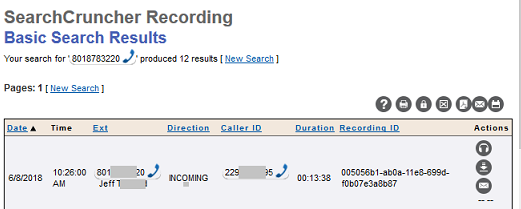 SearchCruncher Recording
Basic Search Results
Your search for '8018783220' produced 12 results [ New Search ]
Pages: 1 [ New Search ]
Date ▲ Time Ext Direction Caller ID Duration Recording ID Actions
6/8/2018 10:26:00 AM 801 20 Jeff T INCOMING 229 95 00:13:38 005056b1-ab0a-11e8-699d-f0b07e3a8b87
-- --